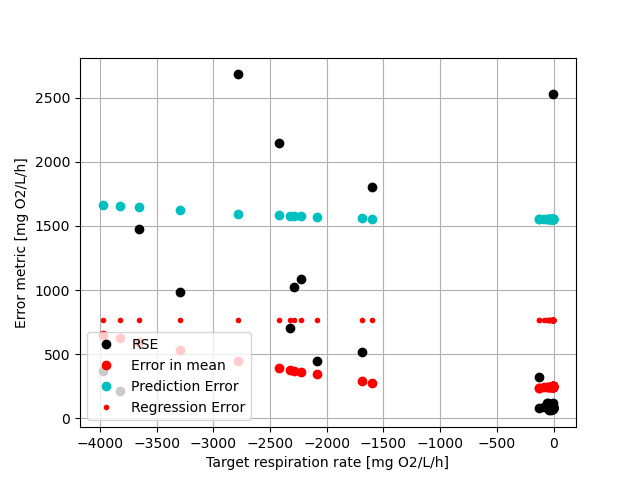 Error metric [mg O2/L/h]
2500
2000
1500
1000
500
0
RSE
Error in mean
Prediction Error
Regression Error
−4000 −3500 −3000 −2500 −2000 −1500 −1000 −500 0
Target respiration rate [mg O2/L/h]